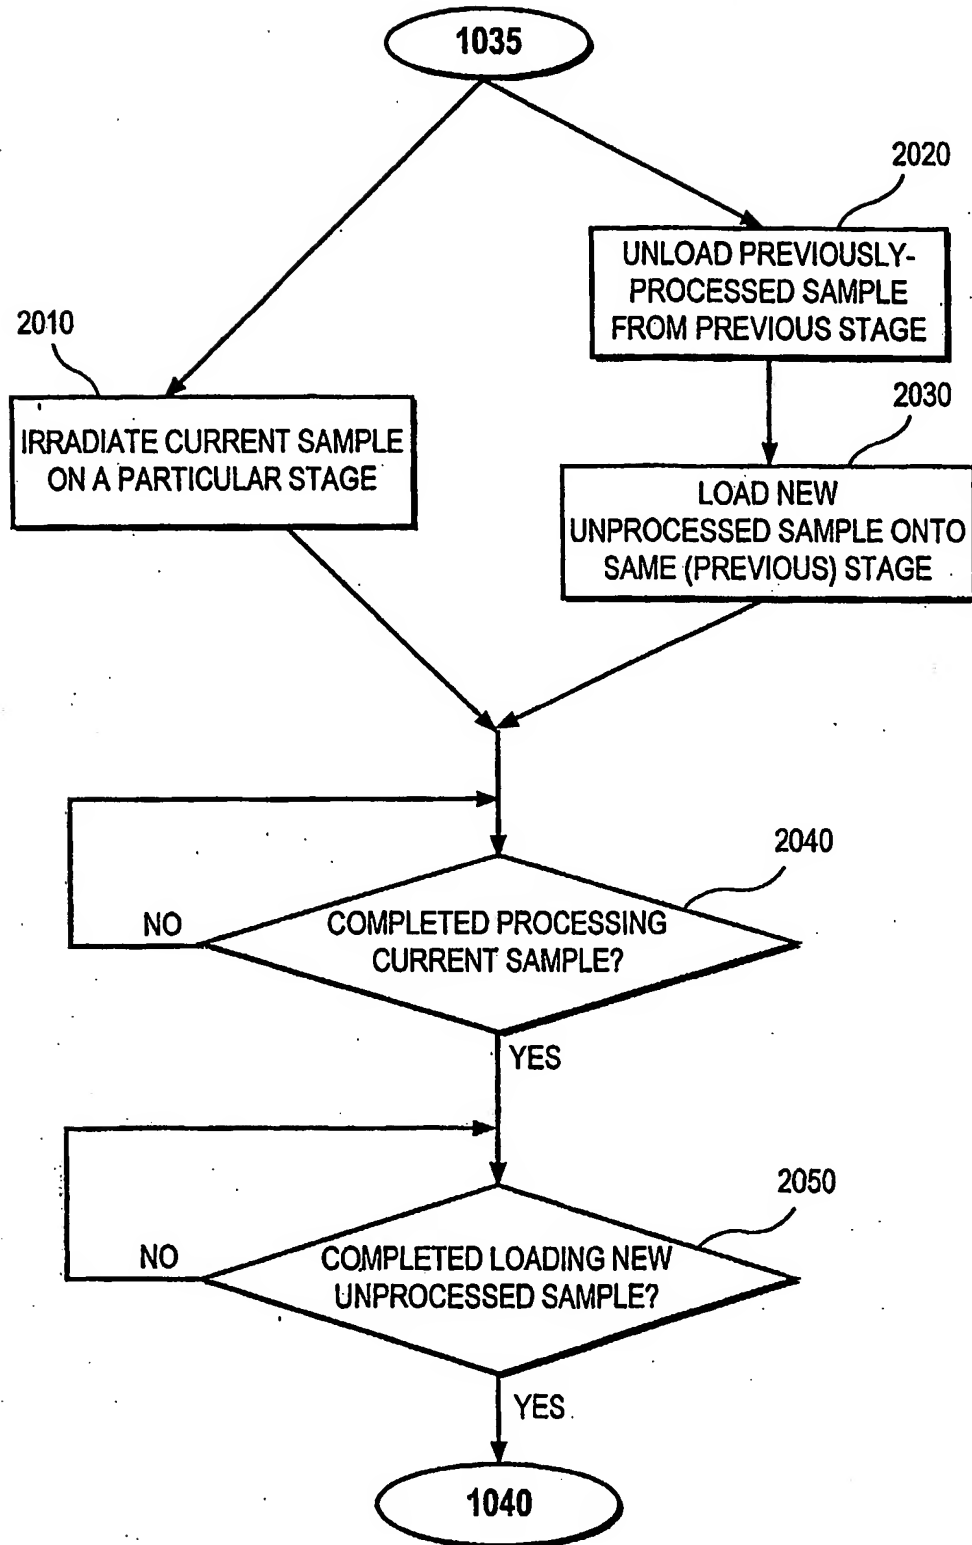 1035
2020
UNLOAD PREVIOUSLY-
PROCESSED SAMPLE
FROM PREVIOUS STAGE
2010
IRRADIATE CURRENT SAMPLE
ON A PARTICULAR STAGE
2030
LOAD NEW
UNPROCESSED SAMPLE ONTO
SAME (PREVIOUS) STAGE
2040
COMPLETED PROCESSING
CURRENT SAMPLE?
NO
YES
2050
COMPLETED LOADING NEW
UNPROCESSED SAMPLE?
NO
YES
1040